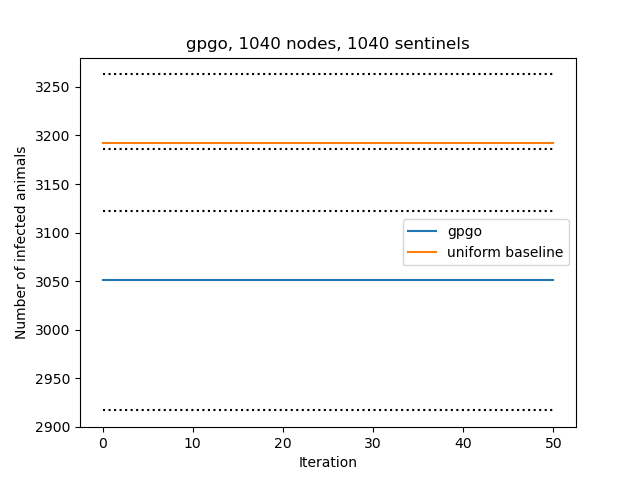 gpgo, 1040 nodes, 1040 sentinels
Number of infected animals
3250
3200
3150
3100
3050
3000
2950
2900
gpgo
uniform baseline
0 10 20 30 40 50
Iteration